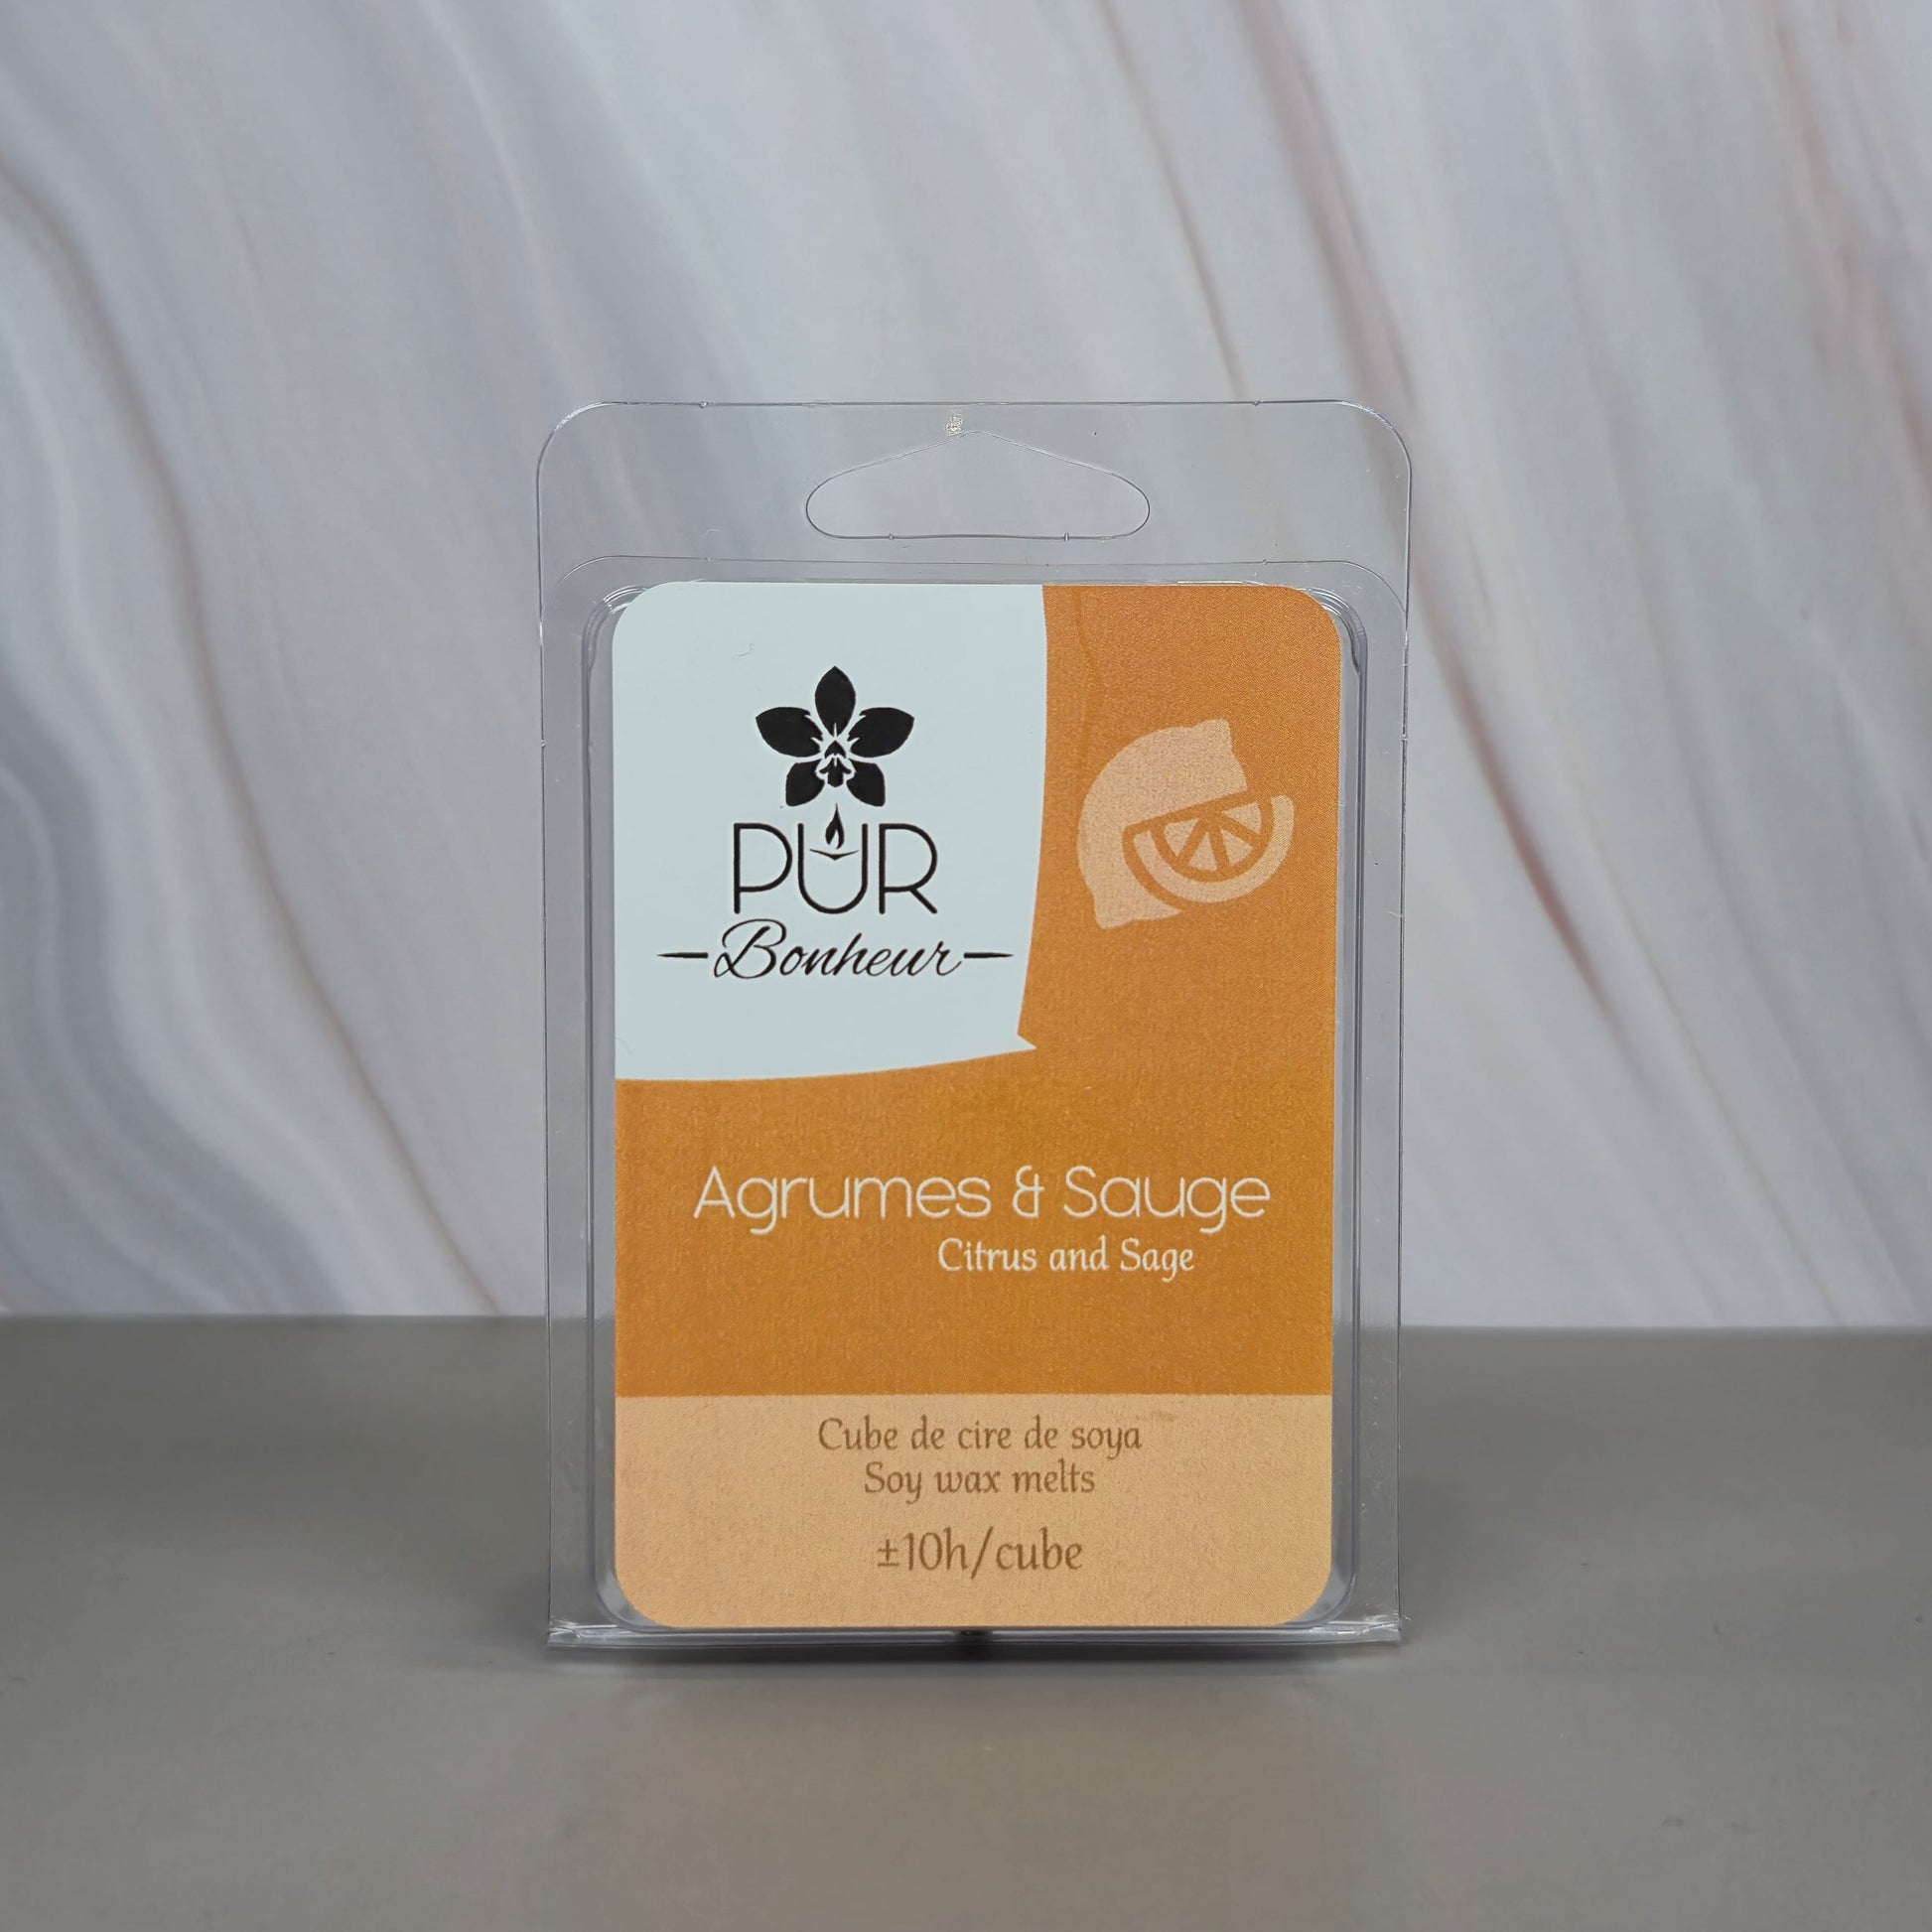 PUR
Bonheur
Agrumes & Sauge
Citrus and Sage
Cube de cire de soya
Soy wax melts
±10h/cube